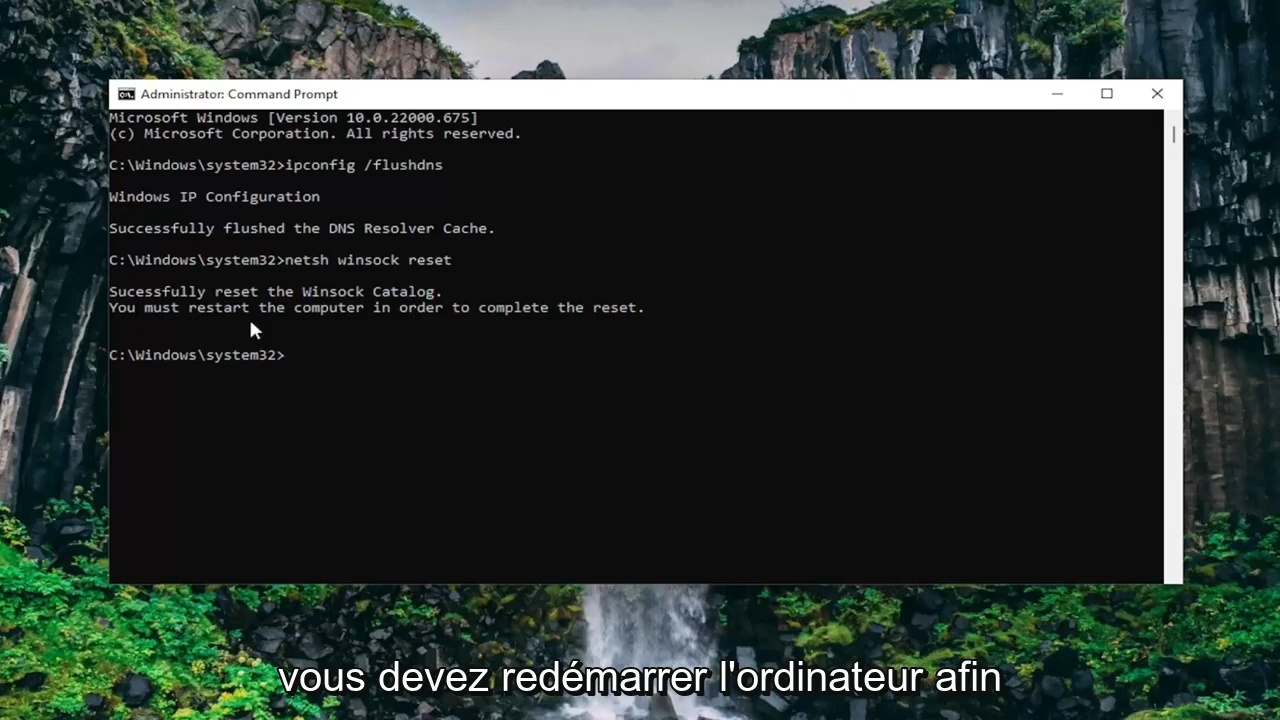 Administrator: Command Prompt
Microsoft Windows [Version 10.0.22000.675]
(c) Microsoft Corporation. All rights reserved.
C:\Windows\system32>ipconfig /flushdns
Windows IP Configuration
Successfully flushed the DNS Resolver Cache.
C:\Windows\system32>netsh winsock reset
Sucessfully reset the Winsock Catalog.
You must restart the computer in order to complete the reset.
C:\Windows\system32>
vous devez redémarrer l'ordinateur afin